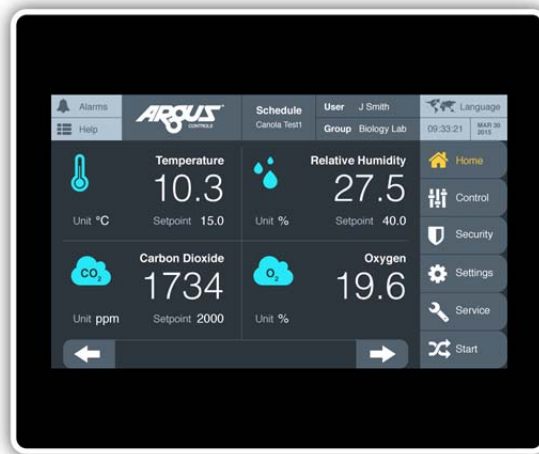 Alarms
Help
ARGUS
CONTROLS
Schedule
Canola Test1
User J Smith
Group Biology Lab
Language
09:33:21
MAR 30
2015
Temperature
10.3
Unit °C Setpoint 15.0
Relative Humidity
27.5
Unit % Setpoint 40.0
Carbon Dioxide
CO2
1734
Unit ppm Setpoint 2000
Oxygen
O2
19.6
Unit %
Home
Control
Security
Settings
Service
Start